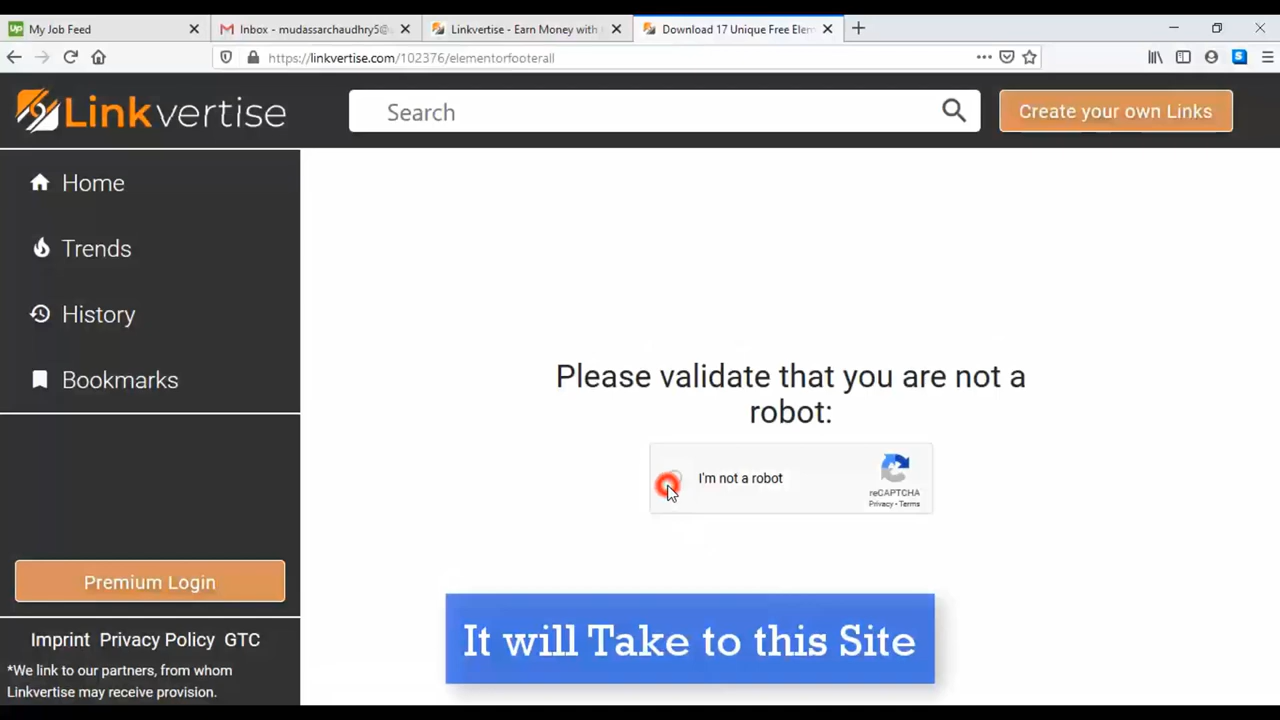 My Job Feed
Inbox - mudassarchaudhry5@
Linkvertise - Earn Money with
Download 17 Unique Free Elem
https://linkvertise.com/102376/elementorfooterall
Linkvertise
Search
Create your own Links
Home
Trends
History
Bookmarks
Please validate that you are not a
robot:
I'm not a robot
reCAPTCHA
Privacy - Terms
Premium Login
It will Take to this Site
Imprint Privacy Policy GTC
*We link to our partners, from whom
Linkvertise may receive provision.